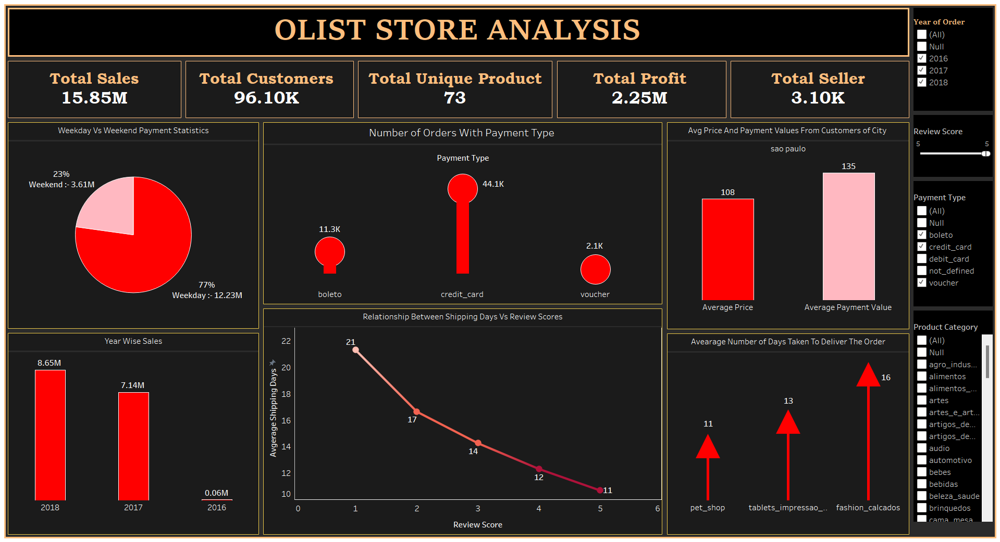 OLIST STORE ANALYSIS
Total Sales
15.85M
Total Customers
96.10K
Total Unique Product
73
Total Profit
2.25M
Total Seller
3.10K
Weekday Vs Weekend Payment Statistics
23%
Weekend :- 3.61M
77%
Weekday :- 12.23M
Number of Orders With Payment Type
Payment Type
11.3K
44.1K
2.1K
boleto
credit_card
voucher
Avg Price And Payment Values From Customers of City
sao paulo
108
135
Average Price
Average Payment Value
Year Wise Sales
8.65M
7.14M
0.06M
2018
2017
2016
Relationship Between Shipping Days Vs Review Scores
Avgerage Shipping Days
22
20
18
16
14
12
10
21
17
14
12
11
0
1
2
3
4
5
6
Review Score
Avearage Number of Days Taken To Deliver The Order
11
13
16
pet_shop
tablets_impressao_..
fashion_calcados
Year of Order
(All)
Null
2016
2017
2018
Review Score
5
5
Payment Type
(All)
Null
boleto
credit_card
debit_card
not_defined
voucher
Product Category
(All)
Null
agro_indus...
alimentos
alimentos_...
artes
artes_e_art...
artigos_de...
artigos_de...
audio
automotivo
bebes
bebidas
beleza_saude
brinquedos
cama_mesa